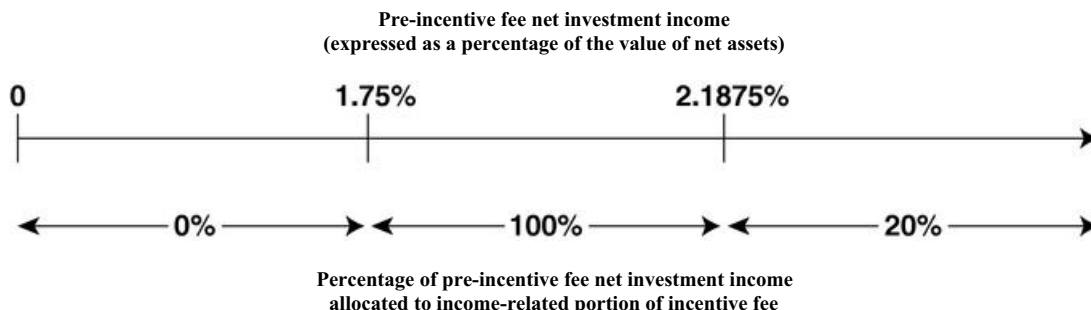 Pre-incentive fee net investment income
(expressed as a percentage of the value of net assets)
0 1.75% 2.1875%
0% 100% 20%
Percentage of pre-incentive fee net investment income
allocated to income-related portion of incentive fee